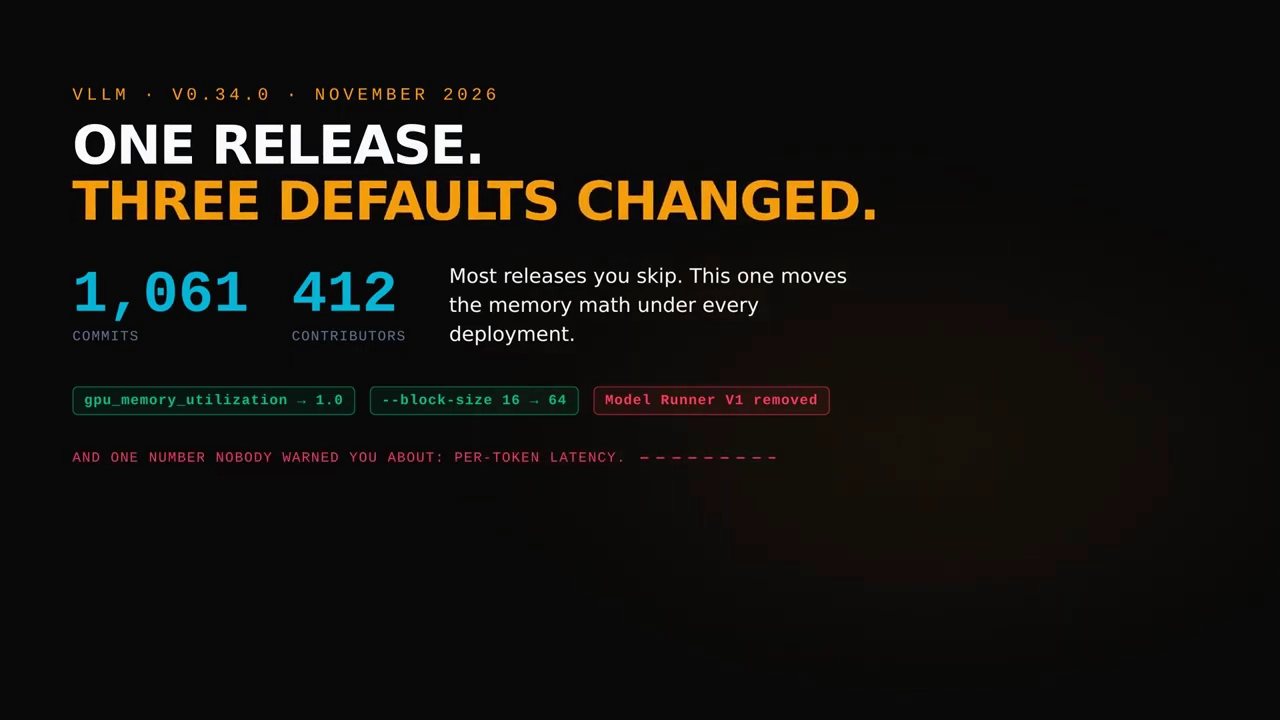 VLLM · V0.34.0 · NOVEMBER 2026
ONE RELEASE.
THREE DEFAULTS CHANGED.
1,061
COMMITS
412
CONTRIBUTORS
Most releases you skip. This one moves
the memory math under every
deployment.
gpu_memory_utilization → 1.0
--block-size 16 → 64
Model Runner V1 removed
AND ONE NUMBER NOBODY WARNED YOU ABOUT: PER-TOKEN LATENCY.